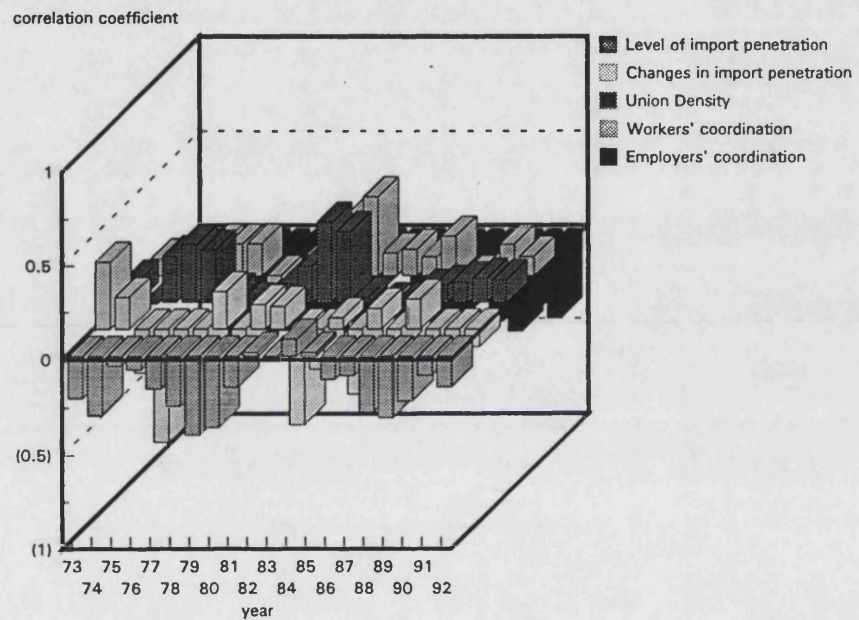 correlation coefficient
Level of import penetration
Changes in import penetration
Union Density
Workers' coordination
Employers' coordination
1
0.5
0
(0.5)
(1)
73 75 77 79 81 83 85 87 89 91
74 76 78 80 82 84 86 88 90 92
year